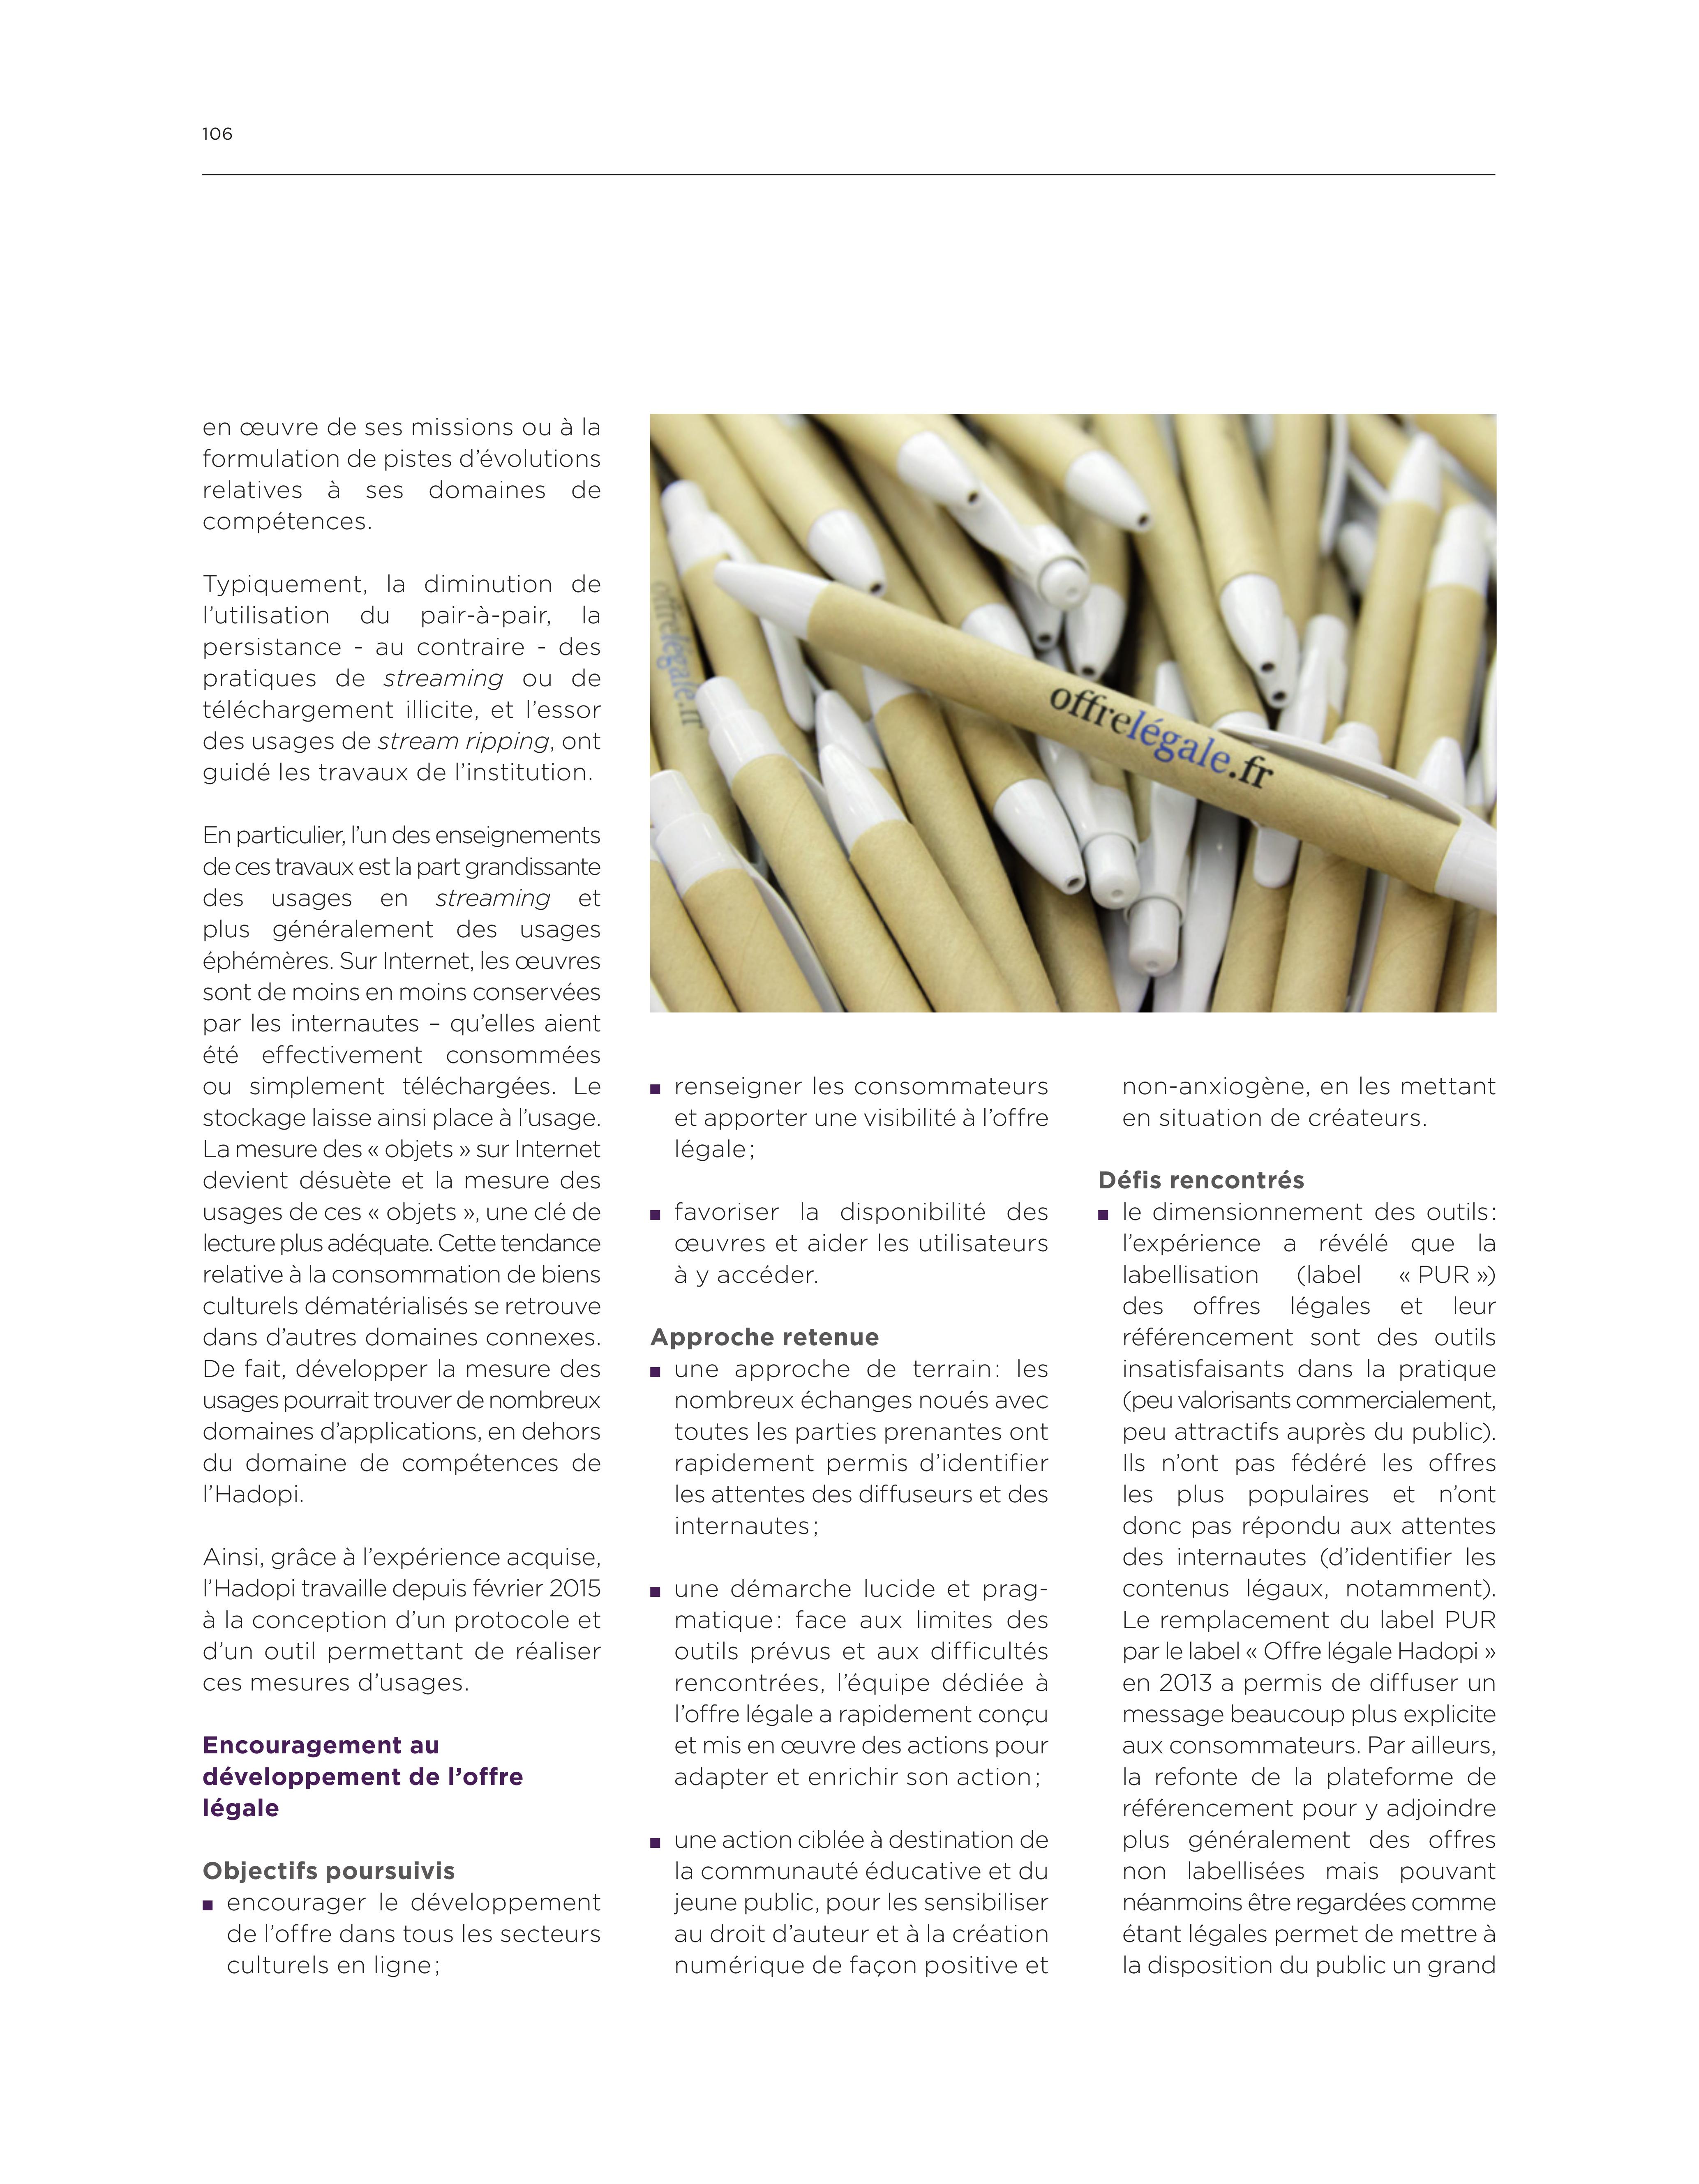 106
en œuvre de ses missions ou à la
formulation de pistes d’évolutions
relatives à ses domaines de
compétences.
Typiquement, la diminution de
l’utilisation du pair-à-pair, la
persistance - au contraire - des
pratiques de streaming ou de
téléchargement illicite, et l’essor
des usages de stream ripping, ont
guidé les travaux de l’institution.
En particulier, l’un des enseignements
de ces travaux est la part grandissante
des usages en streaming et
plus généralement des usages
éphémères. Sur Internet, les œuvres
sont de moins en moins conservées
par les internautes – qu’elles aient
été effectivement consommées
ou simplement téléchargées. Le
stockage laisse ainsi place à l’usage.
La mesure des « objets » sur Internet
devient désuète et la mesure des
usages de ces « objets », une clé de
lecture plus adéquate. Cette tendance
relative à la consommation de biens
culturels dématérialisés se retrouve
dans d’autres domaines connexes.
De fait, développer la mesure des
usages pourrait trouver de nombreux
domaines d’applications, en dehors
du domaine de compétences de
l’Hadopi.
Ainsi, grâce à l’expérience acquise,
l’Hadopi travaille depuis février 2015
à la conception d’un protocole et
d’un outil permettant de réaliser
ces mesures d’usages.
Encouragement au
développement de l’offre
légale
Objectifs poursuivis
■ encourager le développement
de l’offre dans tous les secteurs
culturels en ligne ;
offrelégale.fr
offrelégale.fr
■ renseigner les consommateurs
et apporter une visibilité à l’offre
légale ;
■ favoriser la disponibilité des
œuvres et aider les utilisateurs
à y accéder.
Approche retenue
■ une approche de terrain : les
nombreux échanges noués avec
toutes les parties prenantes ont
rapidement permis d’identifier
les attentes des diffuseurs et des
internautes ;
■ une démarche lucide et prag-
matique : face aux limites des
outils prévus et aux difficultés
rencontrées, l’équipe dédiée à
l’offre légale a rapidement conçu
et mis en œuvre des actions pour
adapter et enrichir son action ;
■ une action ciblée à destination de
la communauté éducative et du
jeune public, pour les sensibiliser
au droit d’auteur et à la création
numérique de façon positive et
non-anxiogène, en les mettant
en situation de créateurs.
Défis rencontrés
■ le dimensionnement des outils :
l’expérience a révélé que la
labellisation (label « PUR »)
des offres légales et leur
référencement sont des outils
insatisfaisants dans la pratique
(peu valorisants commercialement,
peu attractifs auprès du public).
Ils n’ont pas fédéré les offres
les plus populaires et n’ont
donc pas répondu aux attentes
des internautes (d’identifier les
contenus légaux, notamment).
Le remplacement du label PUR
par le label « Offre légale Hadopi »
en 2013 a permis de diffuser un
message beaucoup plus explicite
aux consommateurs. Par ailleurs,
la refonte de la plateforme de
référencement pour y adjoindre
plus généralement des offres
non labellisées mais pouvant
néanmoins être regardées comme
étant légales permet de mettre à
la disposition du public un grand